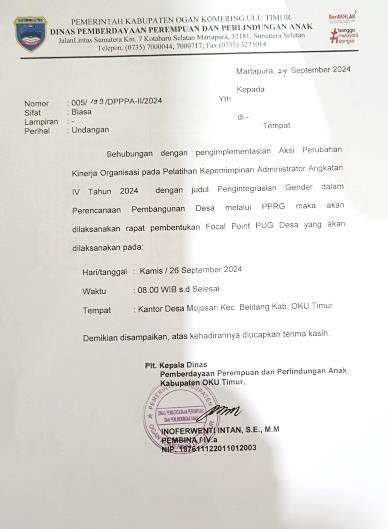 PEMERINTAH KABUPATEN OGAN KOMERING ULU TIMUR
DINAS PEMBERDAYAAN PEREMPUAN DAN PERLINDUNGAN ANAK
Jalan Lintas Sumatera Km. 7 Kotabaru Selatan Martapura, 32181, Sumatera Selatan
Telepon, (0735) 7000044, 7000717; Fax (0735) 3273014
BerAKHLAK
#bangga melayani bangsa
Martapura, 24 September 2024
Kepada
Nomor : 005/ /DPPPA-II/2024
Yth
Sifat : Biasa
Lampiran : -
di -
Perihal : Undangan
Tempat
Sehubungan dengan pengimplementasian Aksi Perubahan
Kinerja Organisasi pada Pelatihan Kepemimpinan Administrator Angkatan
IV Tahun 2024 dengan judul Pengintegrasian Gender dalam
Perencanaan Pembangunan Desa melalui PPRG maka akan
dilaksanakan rapat pembentukan Focal Point PUG Desa yang akan
dilaksanakan pada:
Hari/tanggal : Kamis / 26 September 2024
Waktu : 08.00 WIB s.d Selesai
Tempat : Kantor Desa Mojosari Kec. Belitang Kab. OKU Timur
Demikian disampaikan, atas kehadirannya diucapkan terima kasih.
Plt. Kepala Dinas
Pemberdayaan Perempuan dan Perlindungan Anak
Kabupaten OKU Timur,
INOFERWENTI INTAN, S.E., M.M
PEMBINA / IV.a
NIP. 197611122011012003